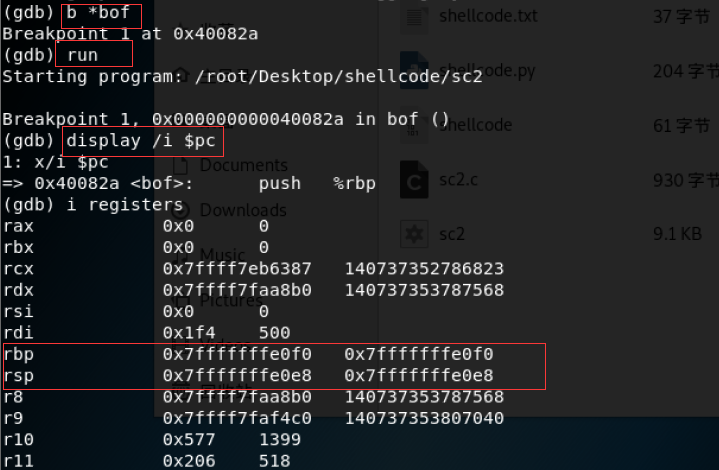 (gdb) b *bof
Breakpoint 1 at 0x40082a
(gdb) run
Starting program: /root/Desktop/shellcode/sc2
Breakpoint 1, 0x000000000040082a in bof ()
(gdb) display /i $pc
1: x/i $pc
=> 0x40082a <bof>: push %rbp
(gdb) i registers
rax 0x0 0
rbx 0x0 0
rcx 0x7ffff7eb6387 140737352786823
rdx 0x7ffff7faa8b0 140737353787568
rsi 0x0 0
rdi 0x1f4 500
rbp 0x7fffffffe0f0 0x7fffffffe0f0
rsp 0x7fffffffe0e8 0x7fffffffe0e8
r8 0x7ffff7faa8b0 140737353787568
r9 0x7ffff7faf4c0 140737353807040
r10 0x577 1399
r11 0x206 518
Documents
Downloads
Music
Pictures
shellcode.txt 37 字节
shellcode.py 204 字节
shellcode 61 字节
sc2.c 930 字节
sc2 9.1 KB